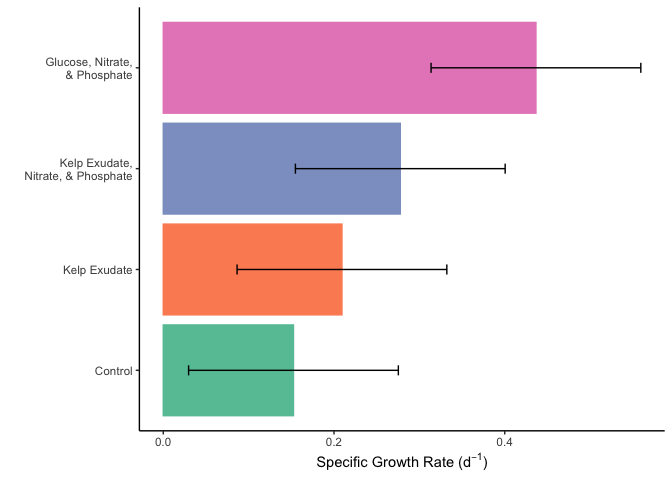 Glucose, Nitrate,
& Phosphate
Kelp Exudate,
Nitrate, & Phosphate
Kelp Exudate
Control
0.0
0.2
0.4
Specific Growth Rate (d⁻¹)